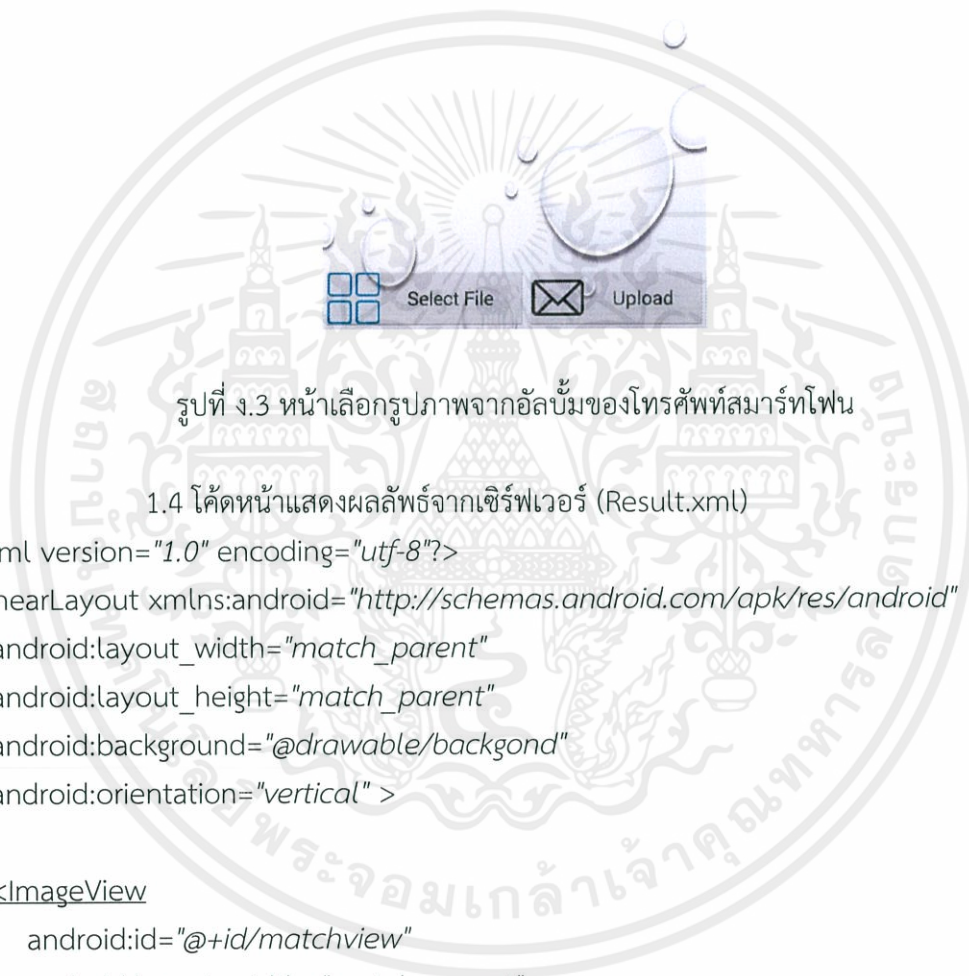 Select File Upload
รูปที่ ง.3 หน้าเลือกรูปภาพจากอัลบั้มของโทรศัพท์สมาร์ทโฟน
1.4 โค้ดหน้าแสดงผลลัพธ์จากเซิร์ฟเวอร์ (Result.xml)
ml version="1.0" encoding="utf-8"?>
nearLayout xmlns:android="http://schemas.android.com/apk/res/android"
android:layout_width="match_parent"
android:layout_height="match_parent"
android:background="@drawable/backgond"
android:orientation="vertical" >
<ImageView
android:id="@+id/matchview"